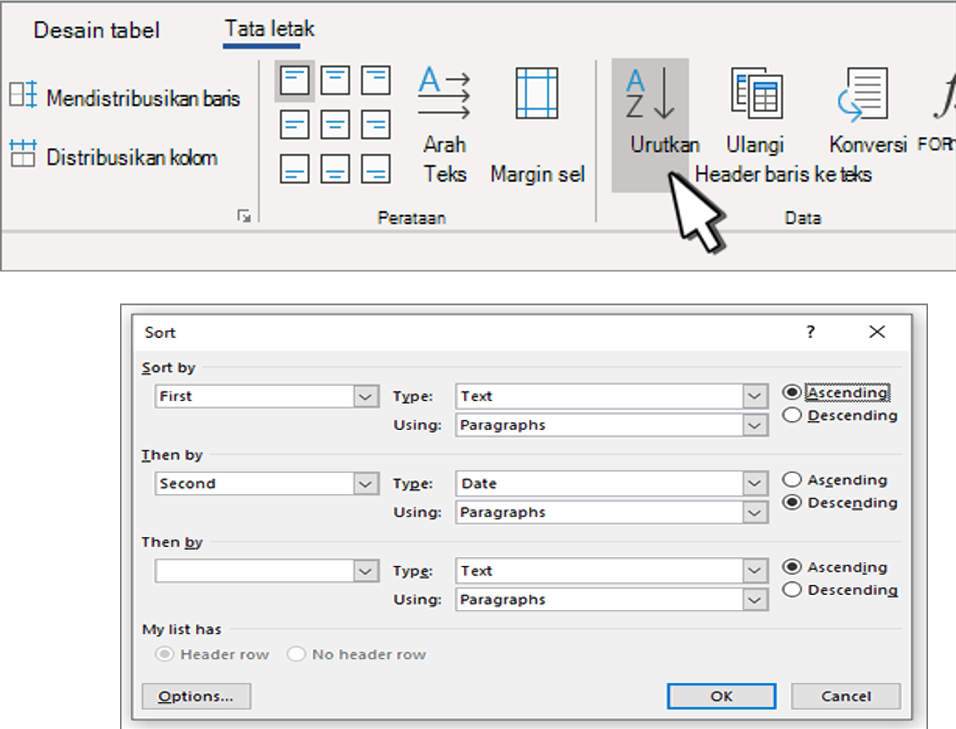 Desain tabel Tata letak
Mendistribusikan baris
Distribusikan kolom
Arah
Teks
Margin sel
Perataan
A
Z
Urutkan
Ulangi
Header baris
Konversi
ke teks
Data
Sort ?
Sort by
First Type: Text Ascending
Using: Paragraphs Descending
Then by
Second Type: Date Ascending
Using: Paragraphs Descending
Then by
Type: Text Ascending
Using: Paragraphs Descending
My list has
Header row No header row
Options... OK Cancel